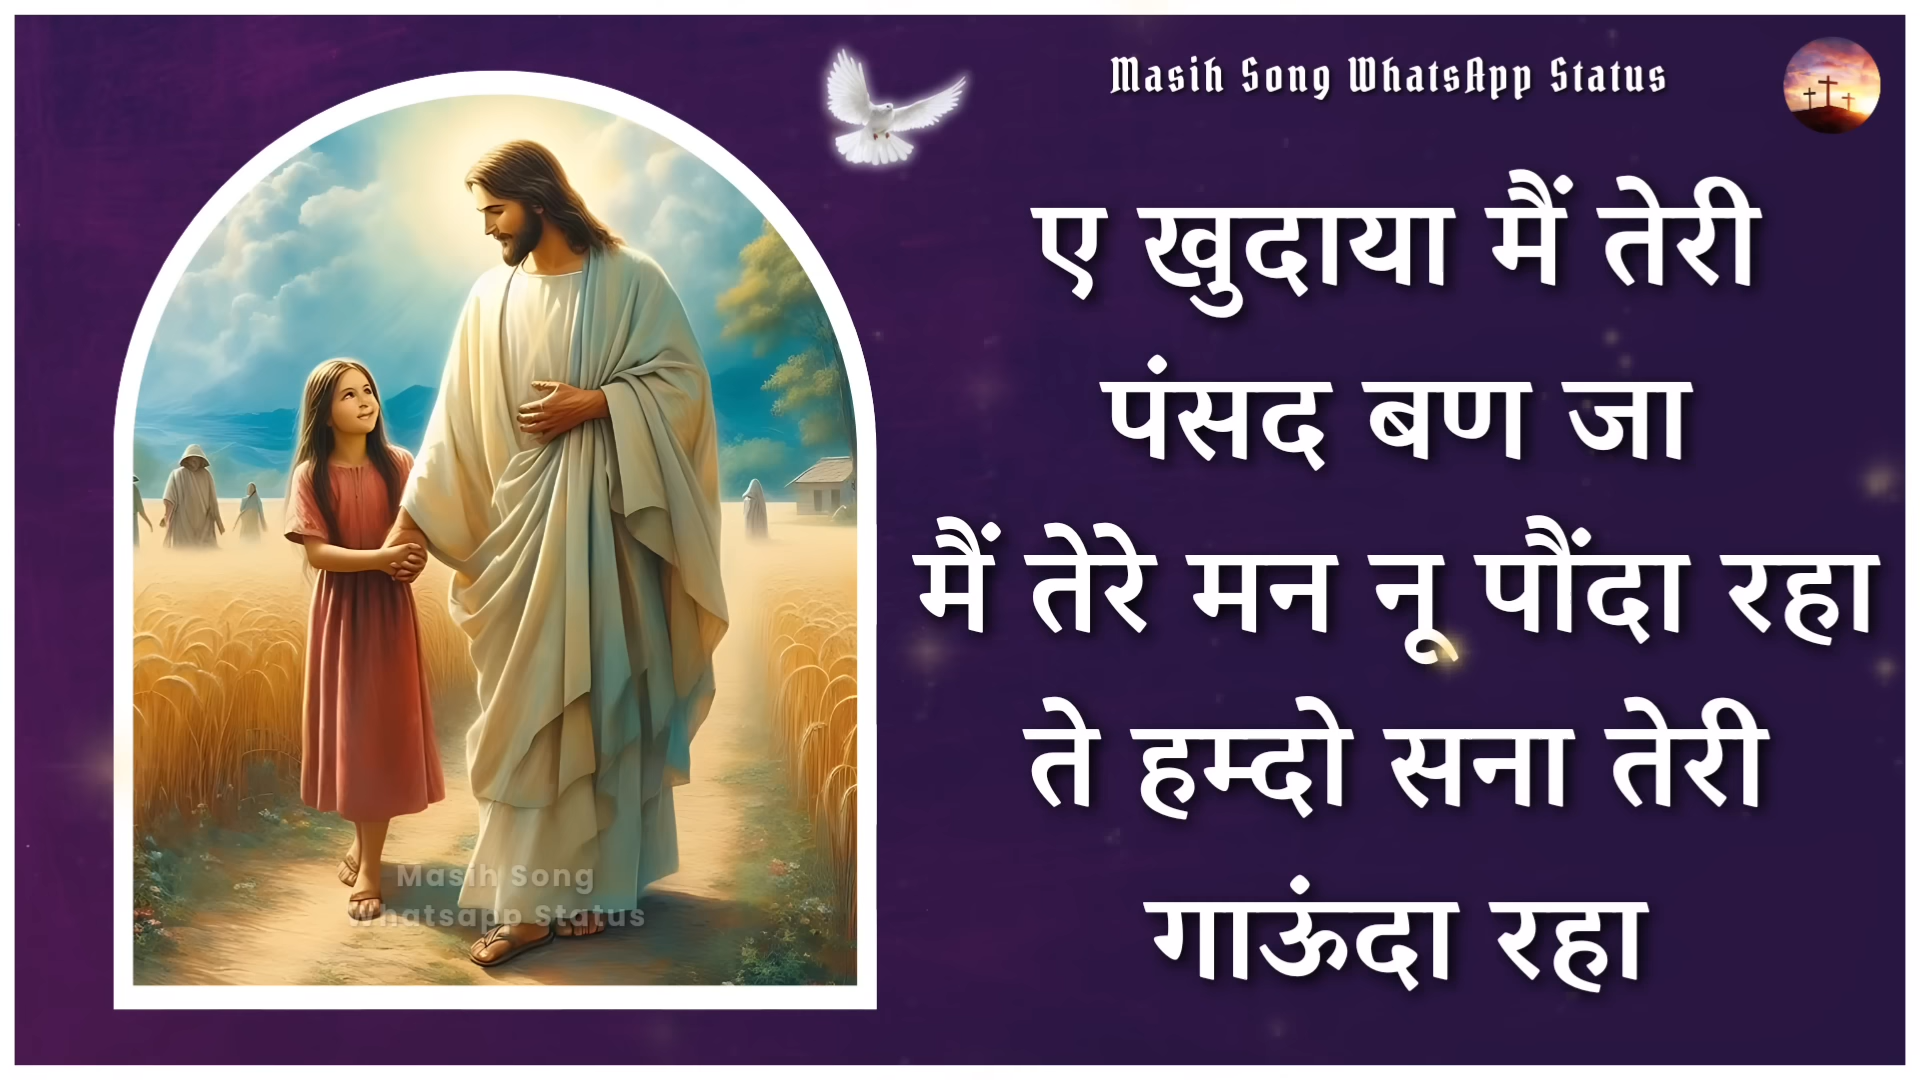 Masih Song WhatsApp Status
ए खुदाया मैं तेरी
पंसद बण जा
मैं तेरे मन नू पौंदा रहा
ते हम्दो सना तेरी
गाऊंदा रहा
Masih Song
Whatsapp Status